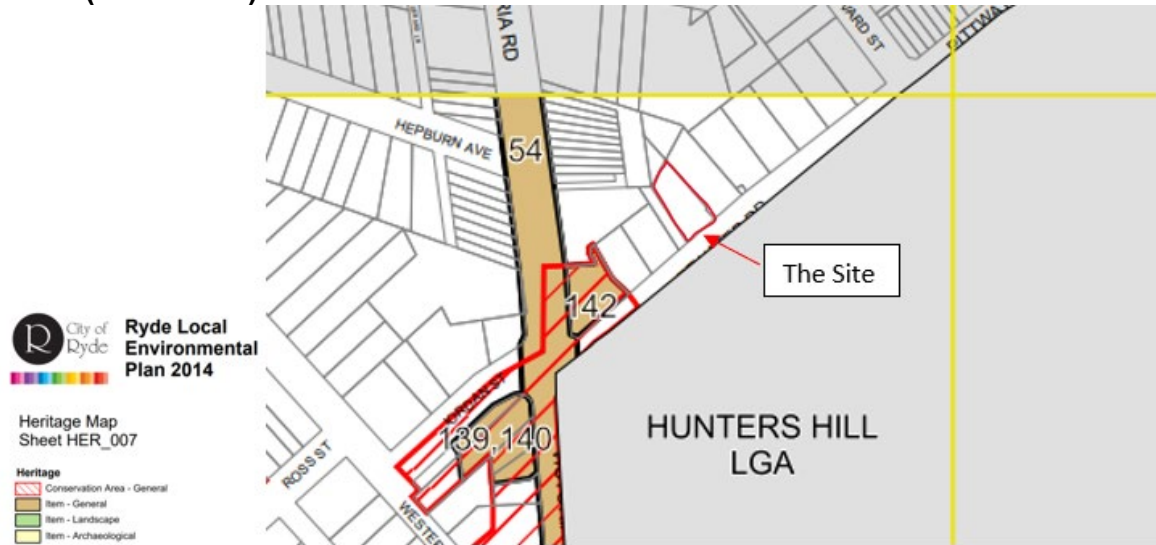 RIA RD
HEPBURN AVE
54
The Site
142
City of
Ryde
Ryde Local
Environmental
Plan 2014
Heritage Map
Sheet HER_007
JORDAN ST
139,140
HUNTERS HILL
LGA
ROSS ST
WESTER
Heritage
Conservation Area - General
Item - General
Item - Landscape
Item - Archaeological